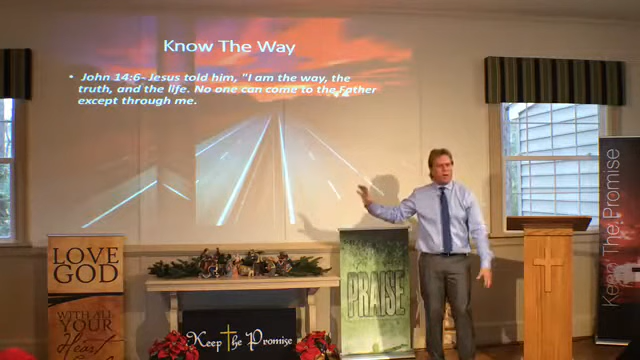 Know The Way
• John 14:6- Jesus told him, "I am the way, the
truth, and the life. No one can come to the Father
except through me.
LOVE
GOD
WITH ALL
YOUR
Heart
PRAISE
Keep The Promise
Keep The Promise